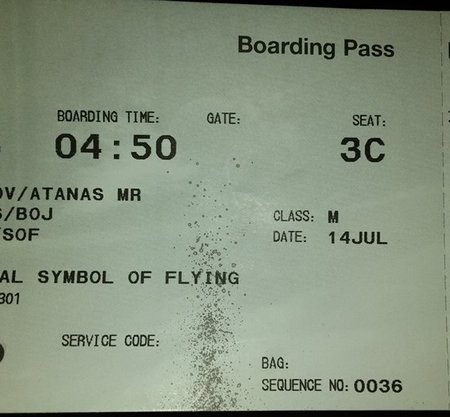 Boarding Pass
BOARDING TIME: GATE: SEAT:
04:50 3C
OV/ATANAS MR
S/BOJ
CLASS: M
/SOF
DATE: 14JUL
AL SYMBOL OF FLYING
301
SERVICE CODE:
BAG:
SEQUENCE NO: 0036